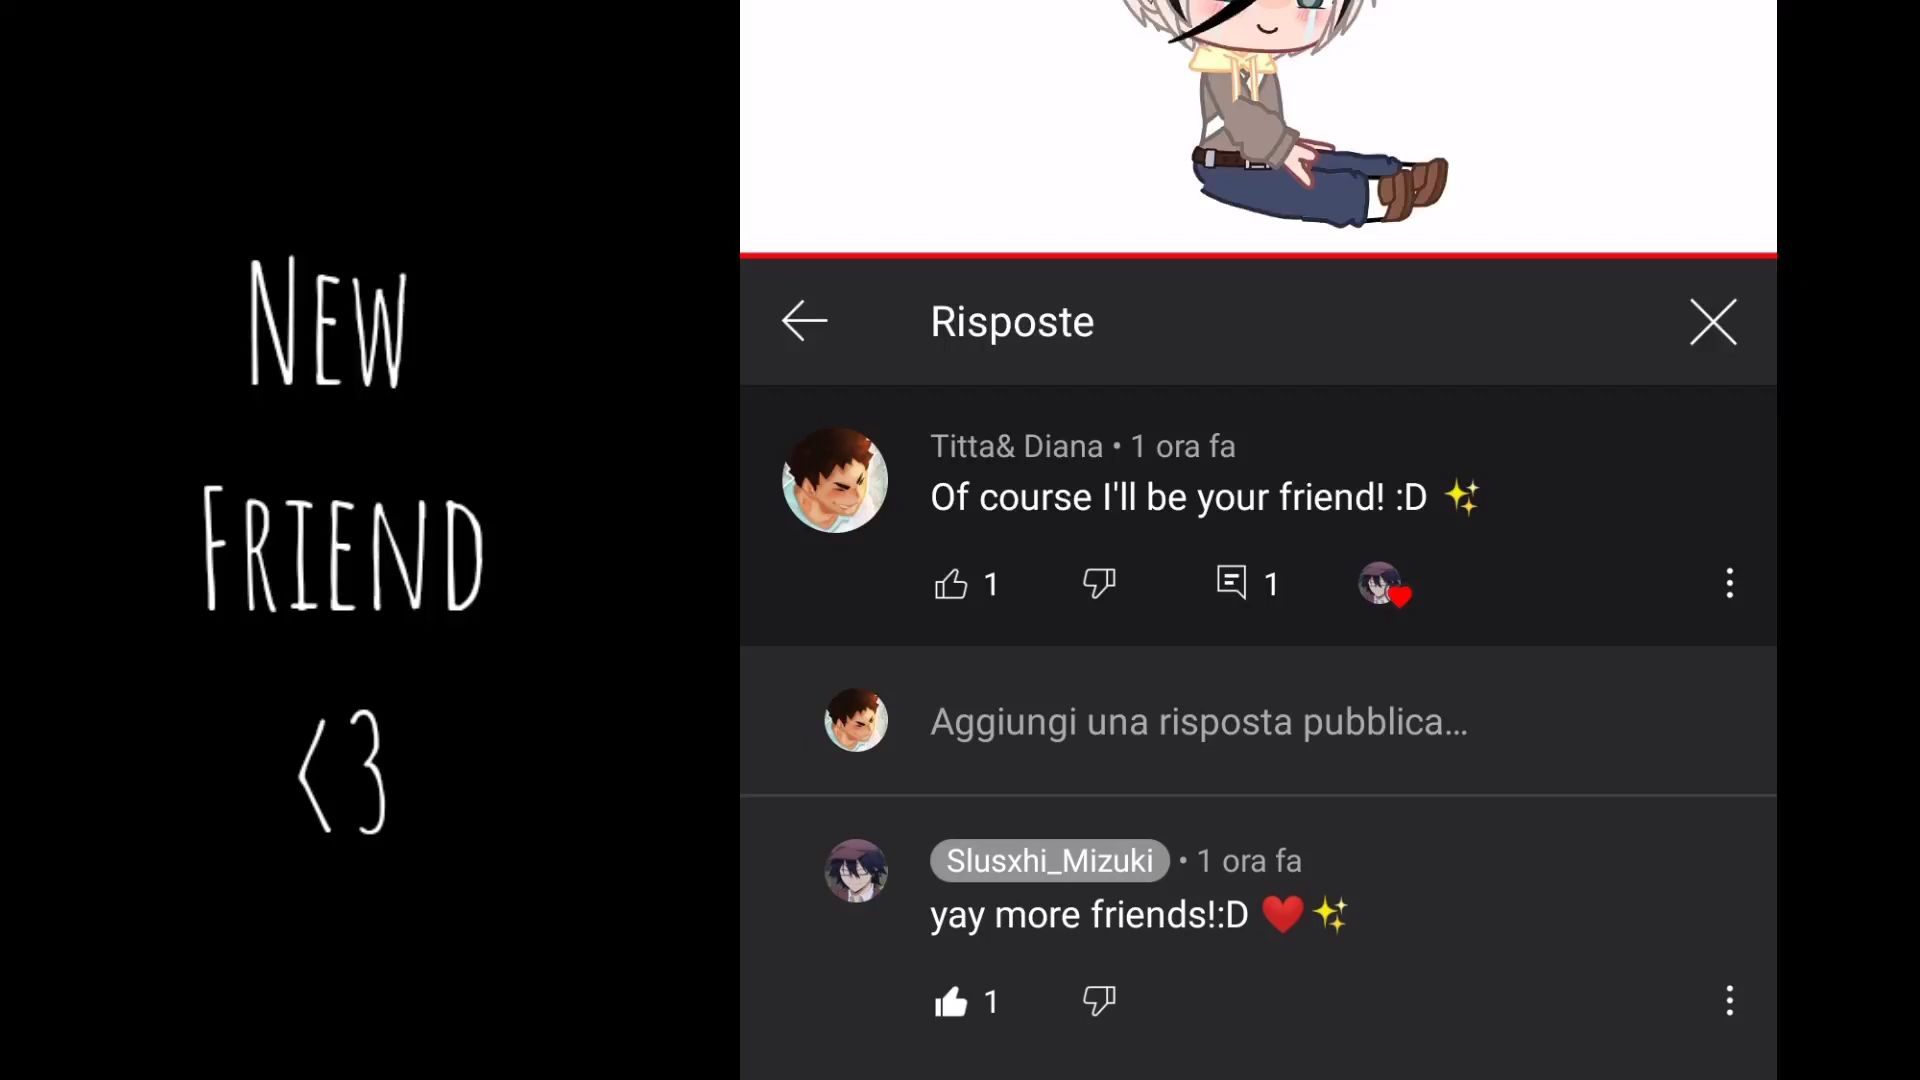 New
Friend
<3
Risposte
Titta& Diana • 1 ora fa
Of course I'll be your friend! :D ✨
1
1
Aggiungi una risposta pubblica...
Slusxhi_Mizuki • 1 ora fa
yay more friends!:D ❤️✨
1